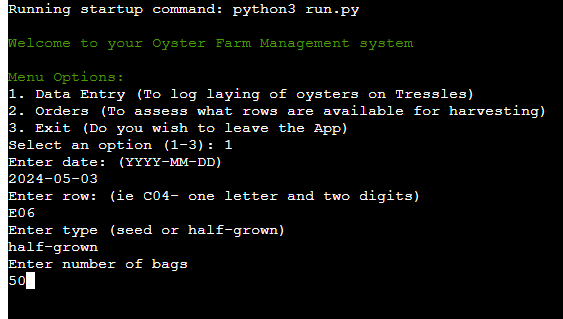 Running startup command: python3 run.py
Welcome to your Oyster Farm Management system
Menu Options:
1. Data Entry (To log laying of oysters on Tressles)
2. Orders (To assess what rows are available for harvesting)
3. Exit (Do you wish to leave the App)
Select an option (1-3): 1
Enter date: (YYYY-MM-DD)
2024-05-03
Enter row: (ie C04- one letter and two digits)
E06
Enter type (seed or half-grown)
half-grown
Enter number of bags
50